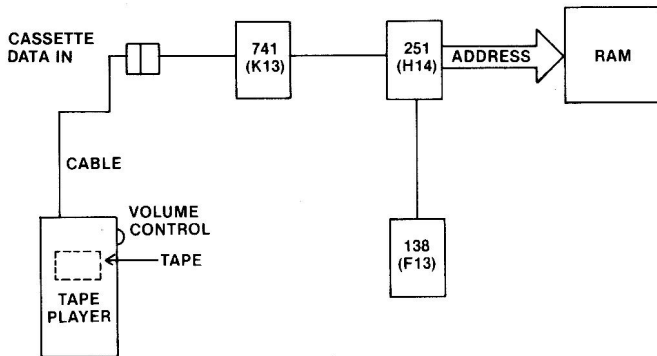 CASSETTE
DATA IN
741
(K13)
251
(H14)
ADDRESS
RAM
CABLE
VOLUME
CONTROL
TAPE
TAPE
PLAYER
138
(F13)